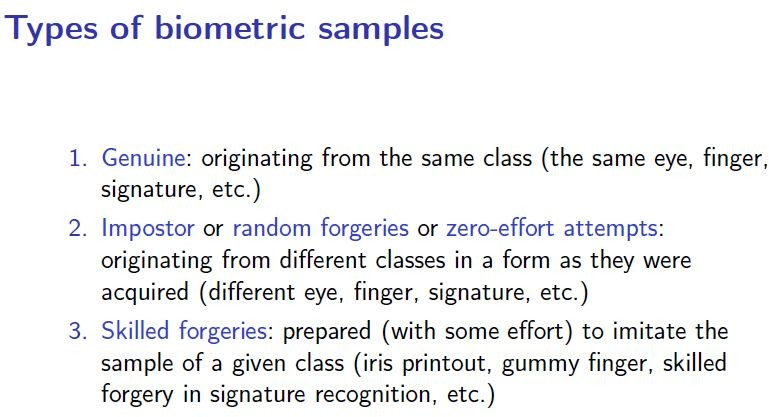 Types of biometric samples
1. Genuine: originating from the same class (the same eye, finger,
signature, etc.)
2. Impostor or random forgeries or zero-effort attempts:
originating from different classes in a form as they were
acquired (different eye, finger, signature, etc.)
3. Skilled forgeries: prepared (with some effort) to imitate the
sample of a given class (iris printout, gummy finger, skilled
forgery in signature recognition, etc.)